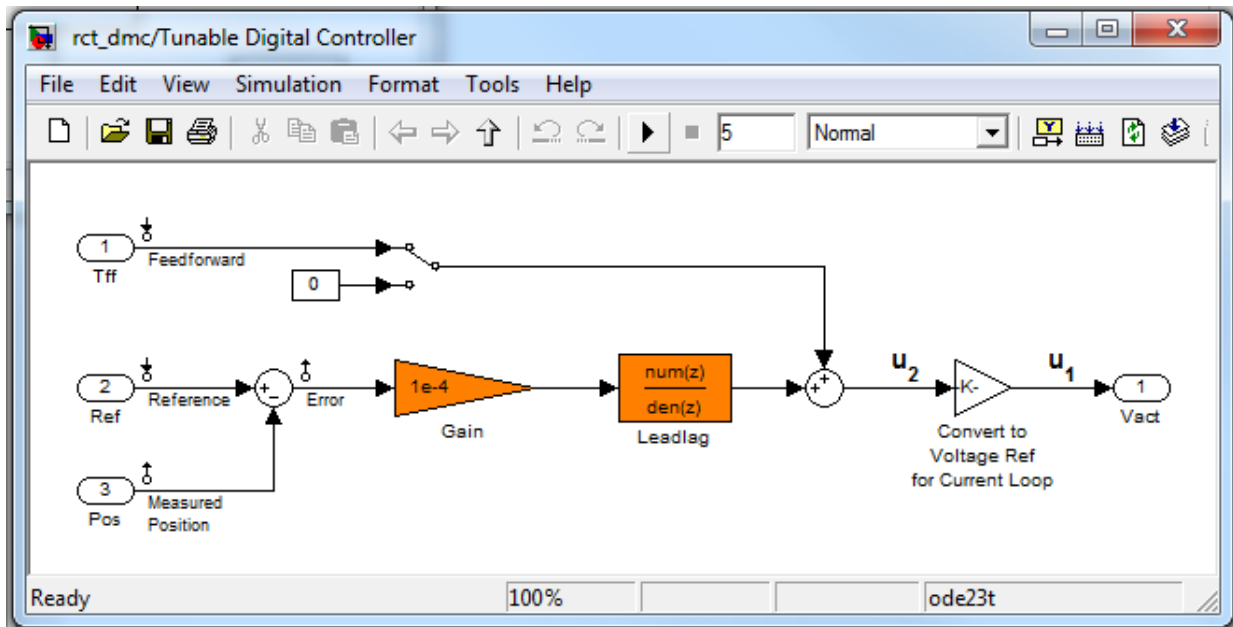 rct_dmc/Tunable Digital Controller
File Edit View Simulation Format Tools Help
5 Normal
1
Feedforward
Tff
0
2
Reference
Ref
+
−
Error
1e-4
Gain
num(z)
den(z)
Leadlag
+
+
u2
-K-
u1
1
Vact
Convert to
Voltage Ref
for Current Loop
3
Measured
Position
Pos
Ready 100% ode23t